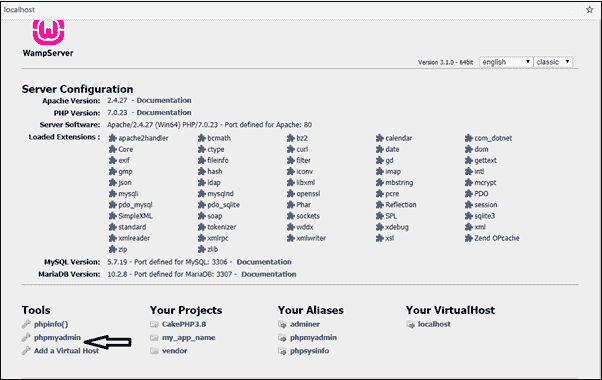 localhost
WampServer
Version 3.1.0 - 64bit english classic
Server Configuration
Apache Version: 2.4.27 - Documentation
PHP Version: 7.0.23 - Documentation
Server Software: Apache/2.4.27 (Win64) PHP/7.0.23 - Port defined for Apache: 80
Loaded Extensions : apache2handler bcmath bz2 calendar com_dotnet
Core ctype curl date dom
exif fileinfo filter gd gettext
gmp hash iconv imap intl
json ldap libxml mbstring mcrypt
mysqli mysqlnd openssl pcre PDO
pdo_mysql pdo_sqlite Phar Reflection session
SimpleXML soap sockets SPL sqlite3
standard tokenizer wddx xdebug xml
xmlreader xmlrpc xmlwriter xsl Zend OPcache
zip zlib
MySQL Version: 5.7.19 - Port defined for MySQL: 3306 - Documentation
MariaDB Version: 10.2.8 - Port defined for MariaDB: 3307 - Documentation
Tools Your Projects Your Aliases Your VirtualHost
phpinfo() CakePHP3.8 adminer localhost
phpmyadmin my_app_name phpmyadmin
Add a Virtual Host vendor phpsysinfo